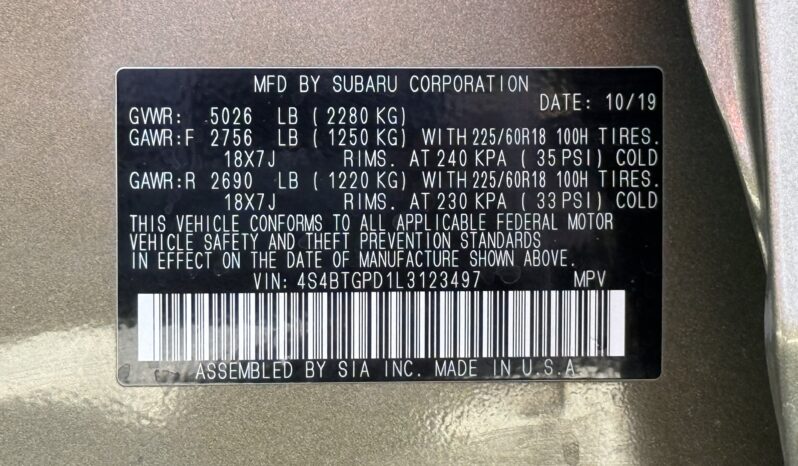 MFD BY SUBARU CORPORATION
DATE: 10/19
GVWR: 5026 LB ( 2280 KG)
GAWR:F 2756 LB ( 1250 KG) WITH 225/60R18 100H TIRES.
18X7J RIMS. AT 240 KPA ( 35 PSI) COLD
GAWR:R 2690 LB ( 1220 KG) WITH 225/60R18 100H TIRES.
18X7J RIMS. AT 230 KPA ( 33 PSI) COLD
THIS VEHICLE CONFORMS TO ALL APPLICABLE FEDERAL MOTOR
VEHICLE SAFETY AND THEFT PREVENTION STANDARDS
IN EFFECT ON THE DATE OF MANUFACTURE SHOWN ABOVE.
VIN: 4S4BTGPD1L3123497 MPV
ASSEMBLED BY SIA INC. MADE IN U.S.A.